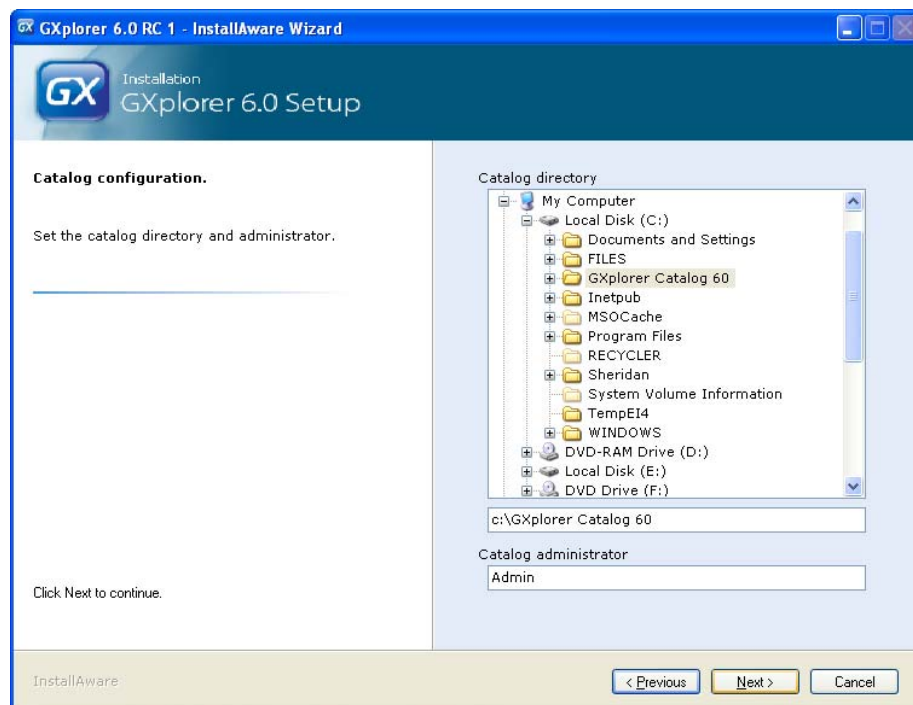 GX GXplorer 6.0 RC 1 - InstallAware Wizard
GX
Installation
GXplorer 6.0 Setup
Catalog configuration.
Set the catalog directory and administrator.
Click Next to continue.
Catalog directory
My Computer
Local Disk (C:)
Documents and Settings
FILES
GXplorer Catalog 60
Inetpub
MSOCache
Program Files
RECYCLER
Sheridan
System Volume Information
TempEI4
WINDOWS
DVD-RAM Drive (D:)
Local Disk (E:)
DVD Drive (F:)
c:\GXplorer Catalog 60
Catalog administrator
Admin
InstallAware
< Previous
Next >
Cancel